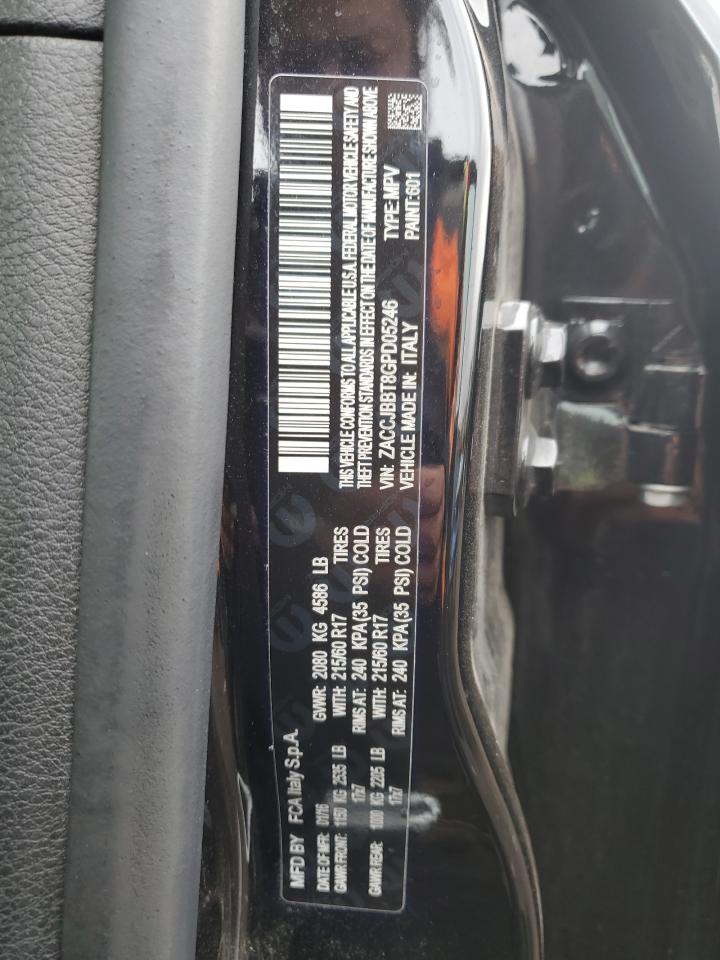 MFD BY FCA Italy S.p.A.
DATE OF MFR: 01/16 GVWR: 2080 KG 4586 LB
GAWR FRONT: 1150 KG 2535 LB WITH: 215/60 R17 TIRES
17x7 RIMS AT: 240 KPA(35 PSI) COLD
GAWR REAR: 1000 KG 2205 LB WITH: 215/60 R17 TIRES
17x7 RIMS AT: 240 KPA(35 PSI) COLD
THIS VEHICLE CONFORMS TO ALL APPLICABLE U.S.A. FEDERAL MOTOR VEHICLE SAFETY AND
THEFT PREVENTION STANDARDS IN EFFECT ON THE DATE OF MANUFACTURE SHOWN ABOVE
VIN: ZACCJBBT8GPD05246 TYPE: MPV
VEHICLE MADE IN: ITALY PAINT: 601